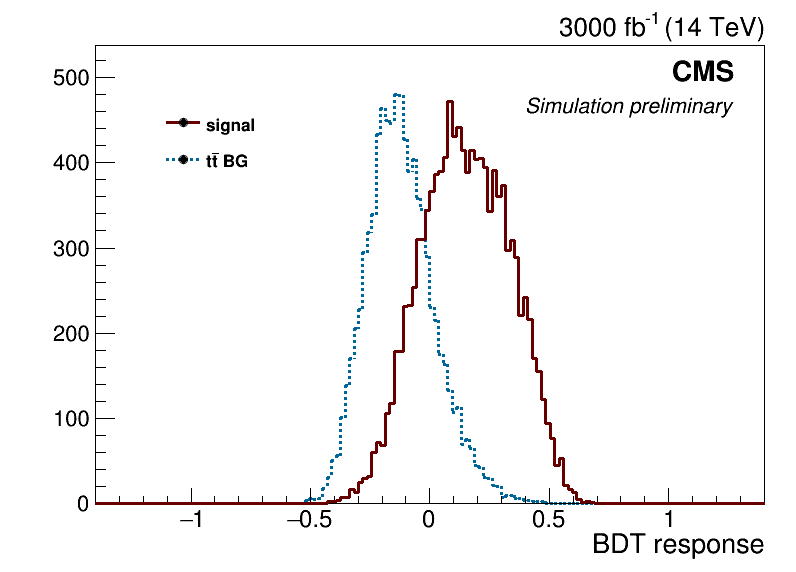 3000 fb⁻¹ (14 TeV)
CMS
Simulation preliminary
signal
tt̄ BG
500
400
300
200
100
0
−1
−0.5
0
0.5
1
BDT response